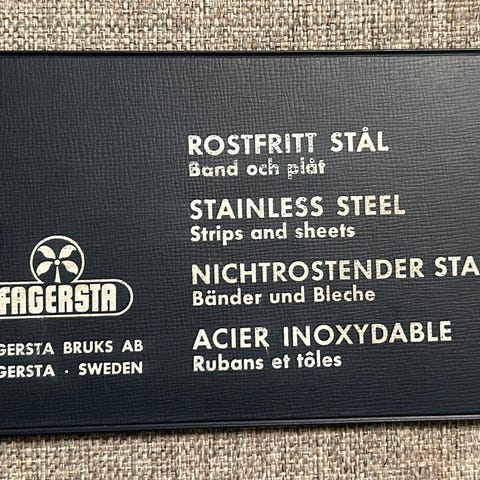 ROSTFRITT STÅL
Band och plåt
STAINLESS STEEL
Strips and sheets
NICHTROSTENDER STA
Bänder und Bleche
ACIER INOXYDABLE
Rubans et tôles
FAGERSTA
GERSTA BRUKS AB
GERSTA · SWEDEN